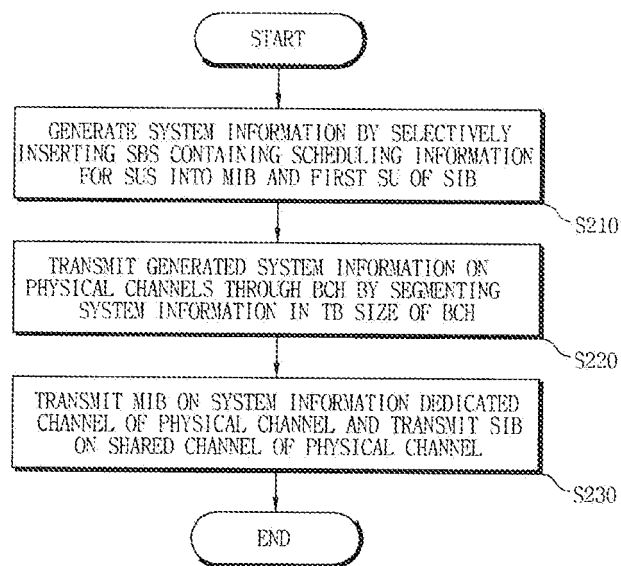 START
GENERATE SYSTEM INFORMATION BY SELECTIVELY
INSERTING SBS CONTAINING SCHEDULING INFORMATION
FOR SUS INTO MIB AND FIRST SU OF SIB
S210
TRANSMIT GENERATED SYSTEM INFORMATION ON
PHYSICAL CHANNELS THROUGH BCH BY SEGMENTING
SYSTEM INFORMATION IN TB SIZE OF BCH
S220
TRANSMIT MIB ON SYSTEM INFORMATION DEDICATED
CHANNEL OF PHYSICAL CHANNEL AND TRANSMIT SIB
ON SHARED CHANNEL OF PHYSICAL CHANNEL
S230
END